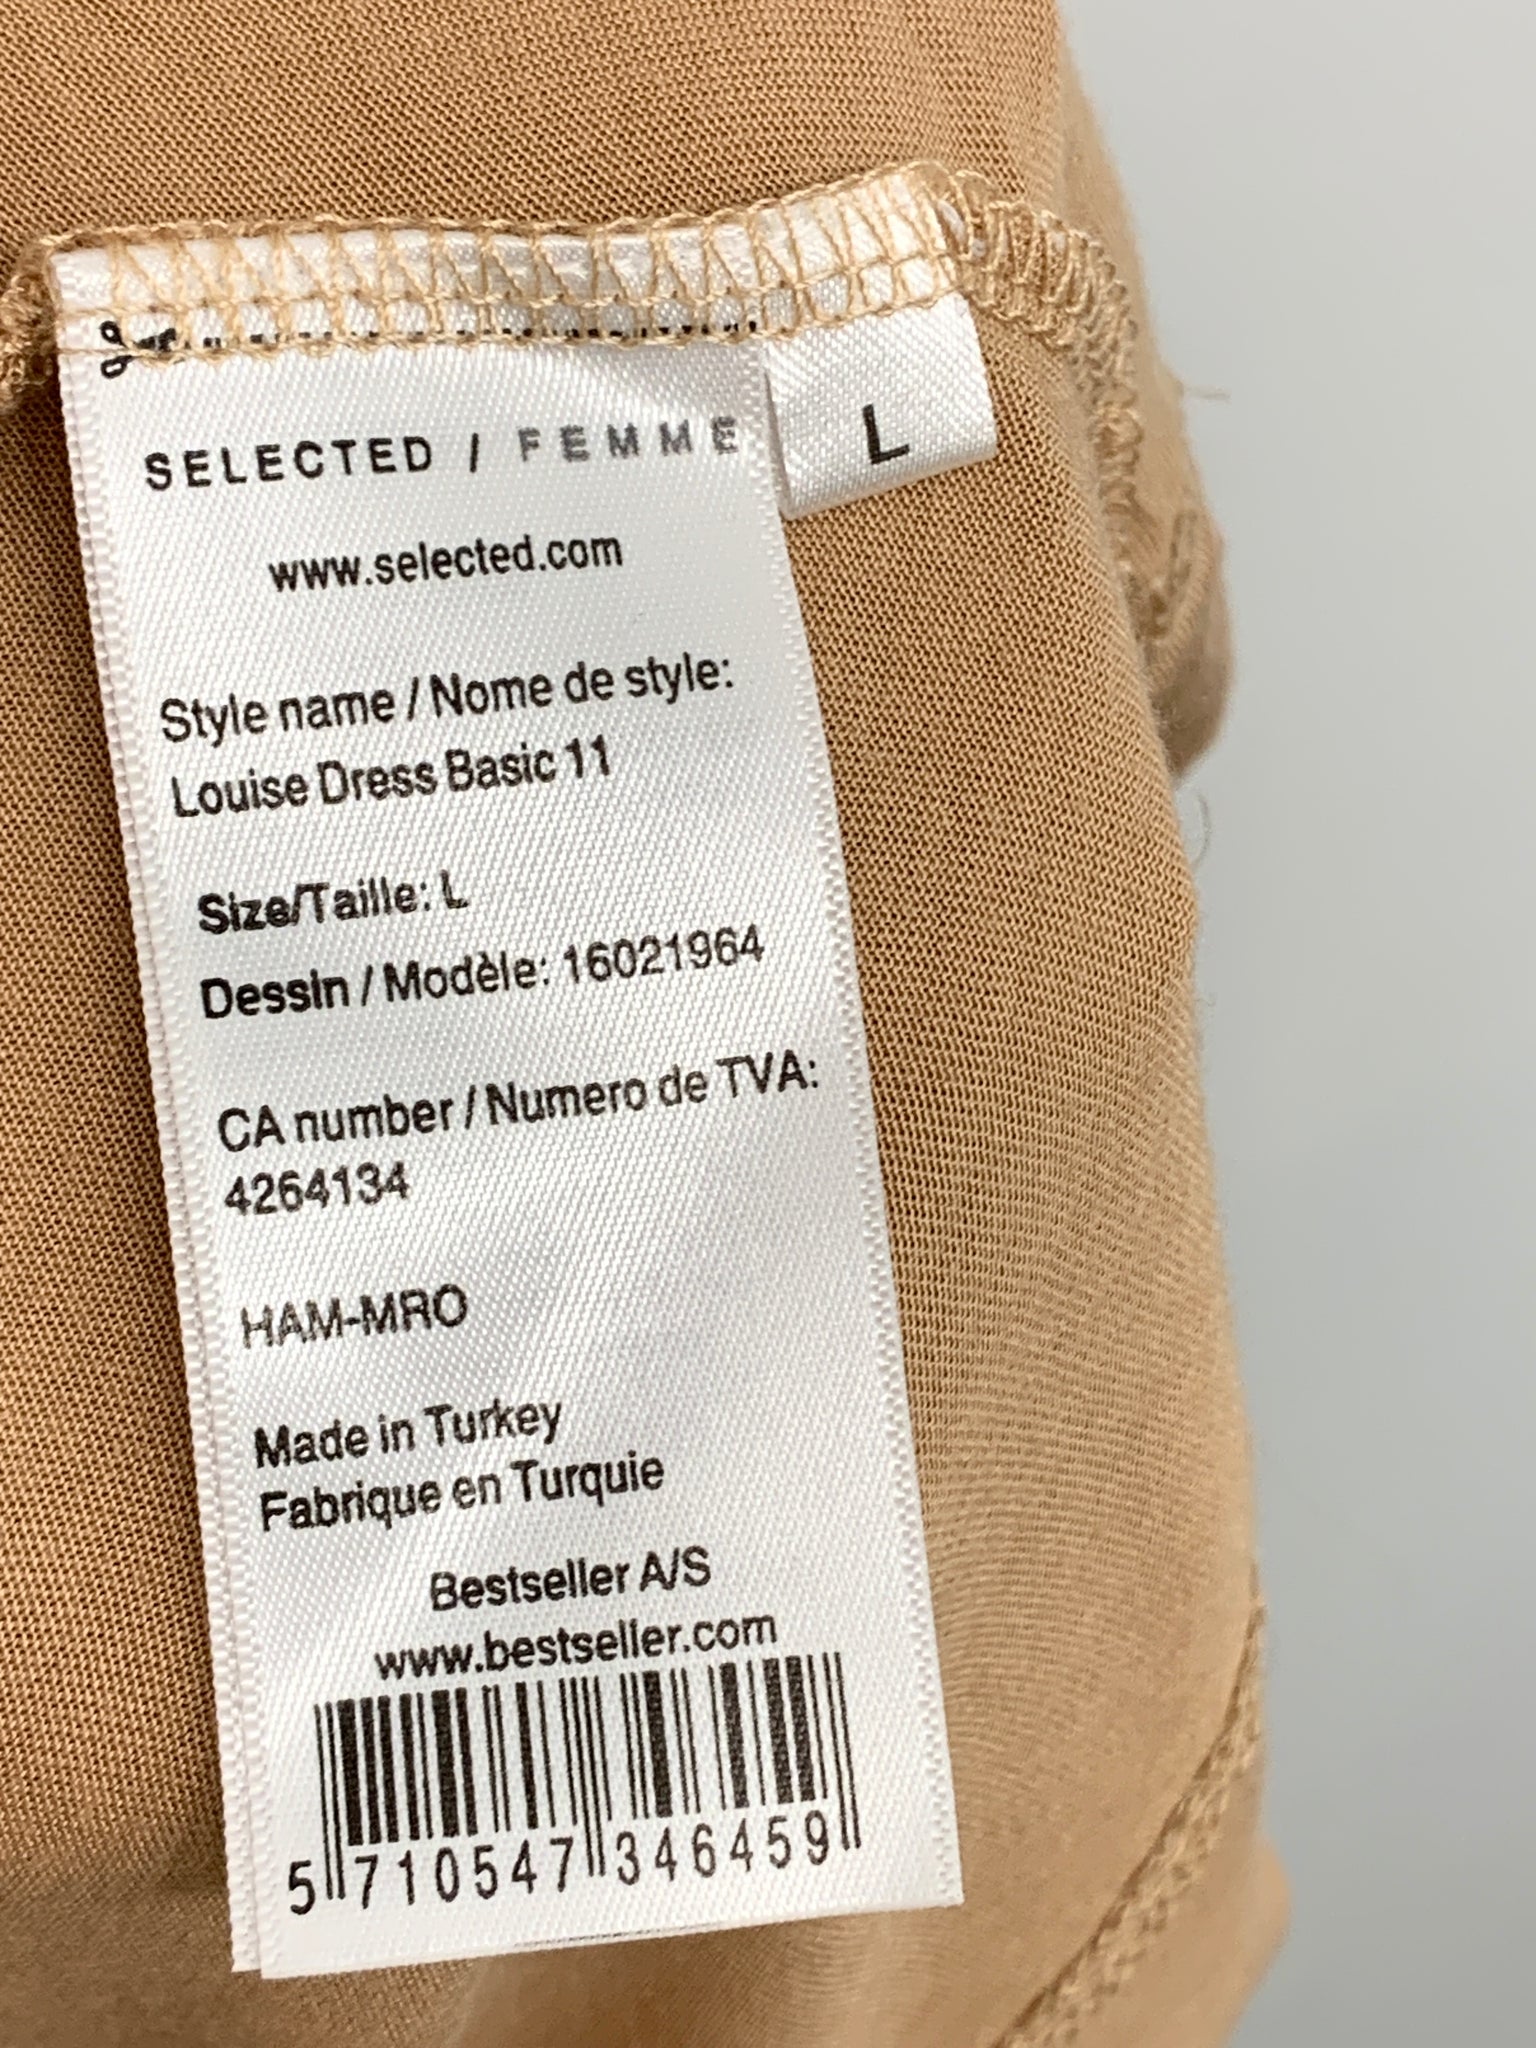 SELECTED / FEMME
L
www.selected.com
Style name / Nome de style:
Louise Dress Basic 11
Size/Taille: L
Dessin / Modèle: 16021964
CA number / Numero de TVA:
4264134
HAM-MRO
Made in Turkey
Fabrique en Turquie
Bestseller A/S
www.bestseller.com
5 710547 346459